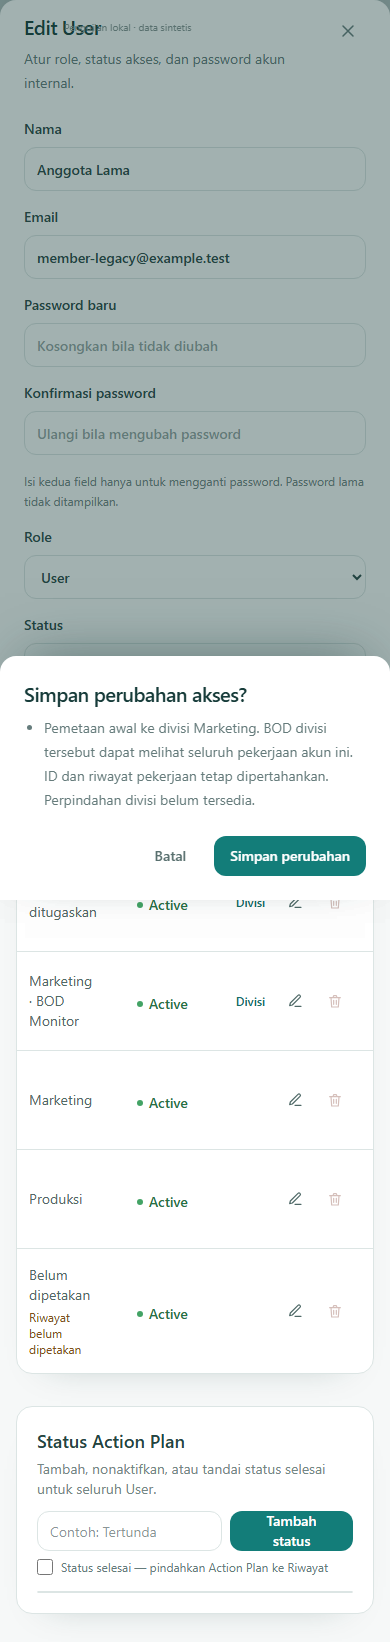 Edit User
lokal · data sintetis
Atur role, status akses, dan password akun
internal.
Nama
Anggota Lama
Email
member-legacy@example.test
Password baru
Kosongkan bila tidak diubah
Konfirmasi password
Ulangi bila mengubah password
Isi kedua field hanya untuk mengganti password. Password lama
tidak ditampilkan.
Role
User
Status
Simpan perubahan akses?
• Pemetaan awal ke divisi Marketing. BOD divisi
tersebut dapat melihat seluruh pekerjaan akun ini.
ID dan riwayat pekerjaan tetap dipertahankan.
Perpindahan divisi belum tersedia.
Batal
Simpan perubahan
ditugaskan
Active
Divisi
Marketing
· BOD
Monitor
Active
Divisi
Marketing
Active
Produksi
Active
Belum
dipetakan
Riwayat
belum
dipetakan
Active
Status Action Plan
Tambah, nonaktifkan, atau tandai status selesai
untuk seluruh User.
Contoh: Tertunda
Tambah
status
Status selesai — pindahkan Action Plan ke Riwayat